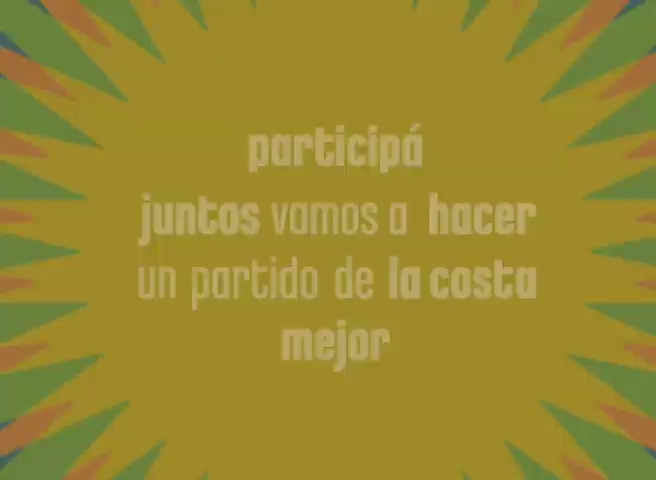 participá
juntos vamos a hacer
un partido de la costa
mejor